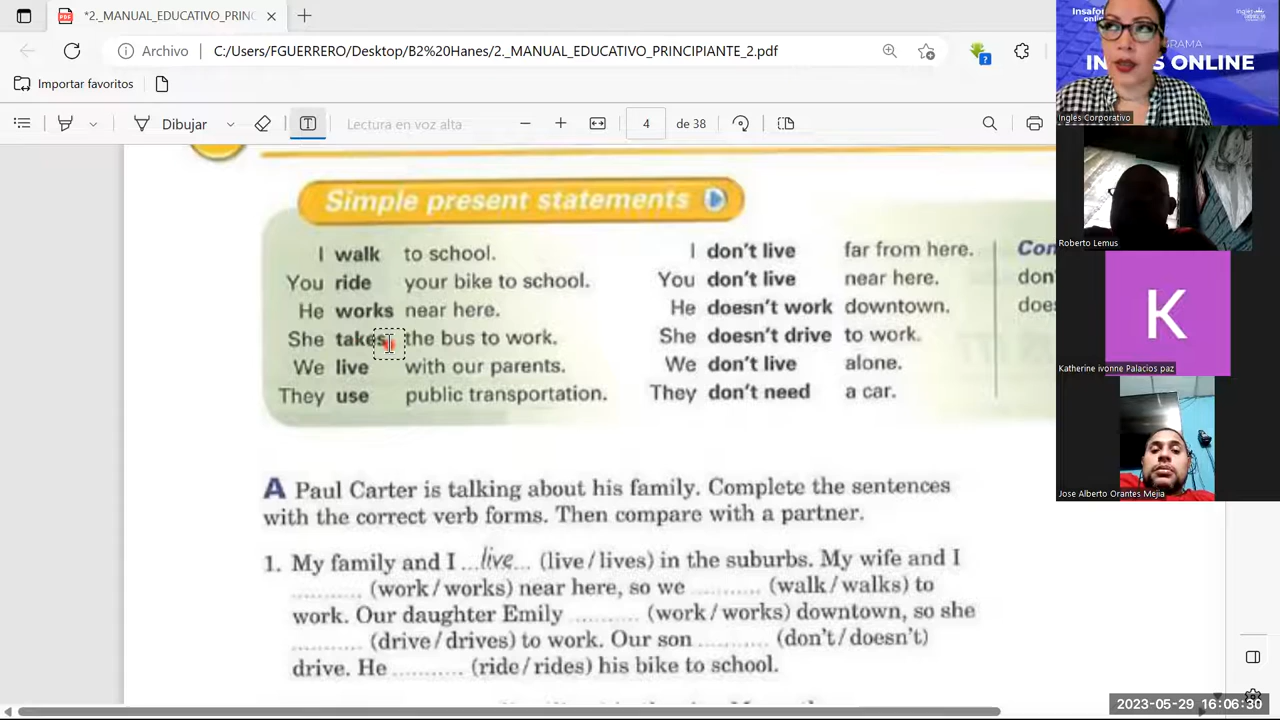 *2._MANUAL_EDUCATIVO_PRINC
Archivo C:/Users/FGUERRERO/Desktop/B2%20Hanes/2._MANUAL_EDUCATIVO_PRINCIPIANTE_2.pdf
Importar favoritos
Dibujar Lectura en voz alta 4 de 38
Simple present statements
I walk to school.
You ride your bike to school.
He works near here.
She takes the bus to work.
We live with our parents.
They use public transportation.
I don't live far from here.
You don't live near here.
He doesn't work downtown.
She doesn't drive to work.
We don't live alone.
They don't need a car.
Con
don'
does
A Paul Carter is talking about his family. Complete the sentences
with the correct verb forms. Then compare with a partner.
1. My family and I ...live... (live / lives) in the suburbs. My wife and I
............ (work / works) near here, so we ............ (walk / walks) to
work. Our daughter Emily ............ (work / works) downtown, so she
............ (drive / drives) to work. Our son ............ (don't / doesn't)
drive. He ............ (ride / rides) his bike to school.
Insafor
online
Inglés
GRAMA
IN S ONLINE
Inglés Corporativo
Roberto Lemus
K
Katherine ivonne Palacios paz
Jose Alberto Orantes Mejia
2023-05-29 16:06:30